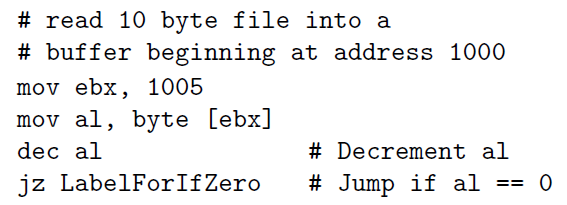 # read 10 byte file into a
# buffer beginning at address 1000
mov ebx, 1005
mov al, byte [ebx]
dec al # Decrement al
jz LabelForIfZero # Jump if al == 0